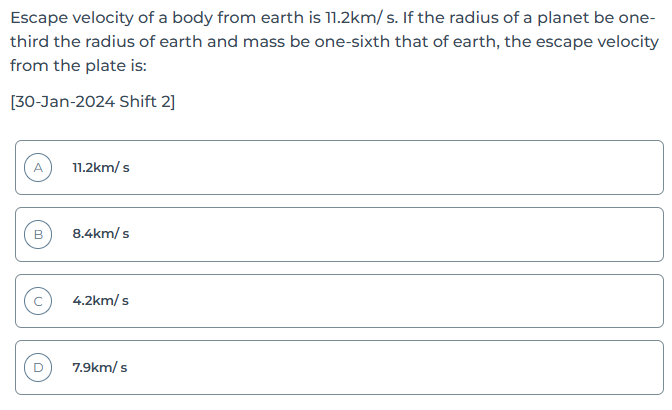 Escape velocity of a body from earth is 11.2km/ s. If the radius of a planet be one-
third the radius of earth and mass be one-sixth that of earth, the escape velocity
from the plate is:
[30-Jan-2024 Shift 2]
A 11.2km/ s
B 8.4km/ s
C 4.2km/ s
D 7.9km/ s